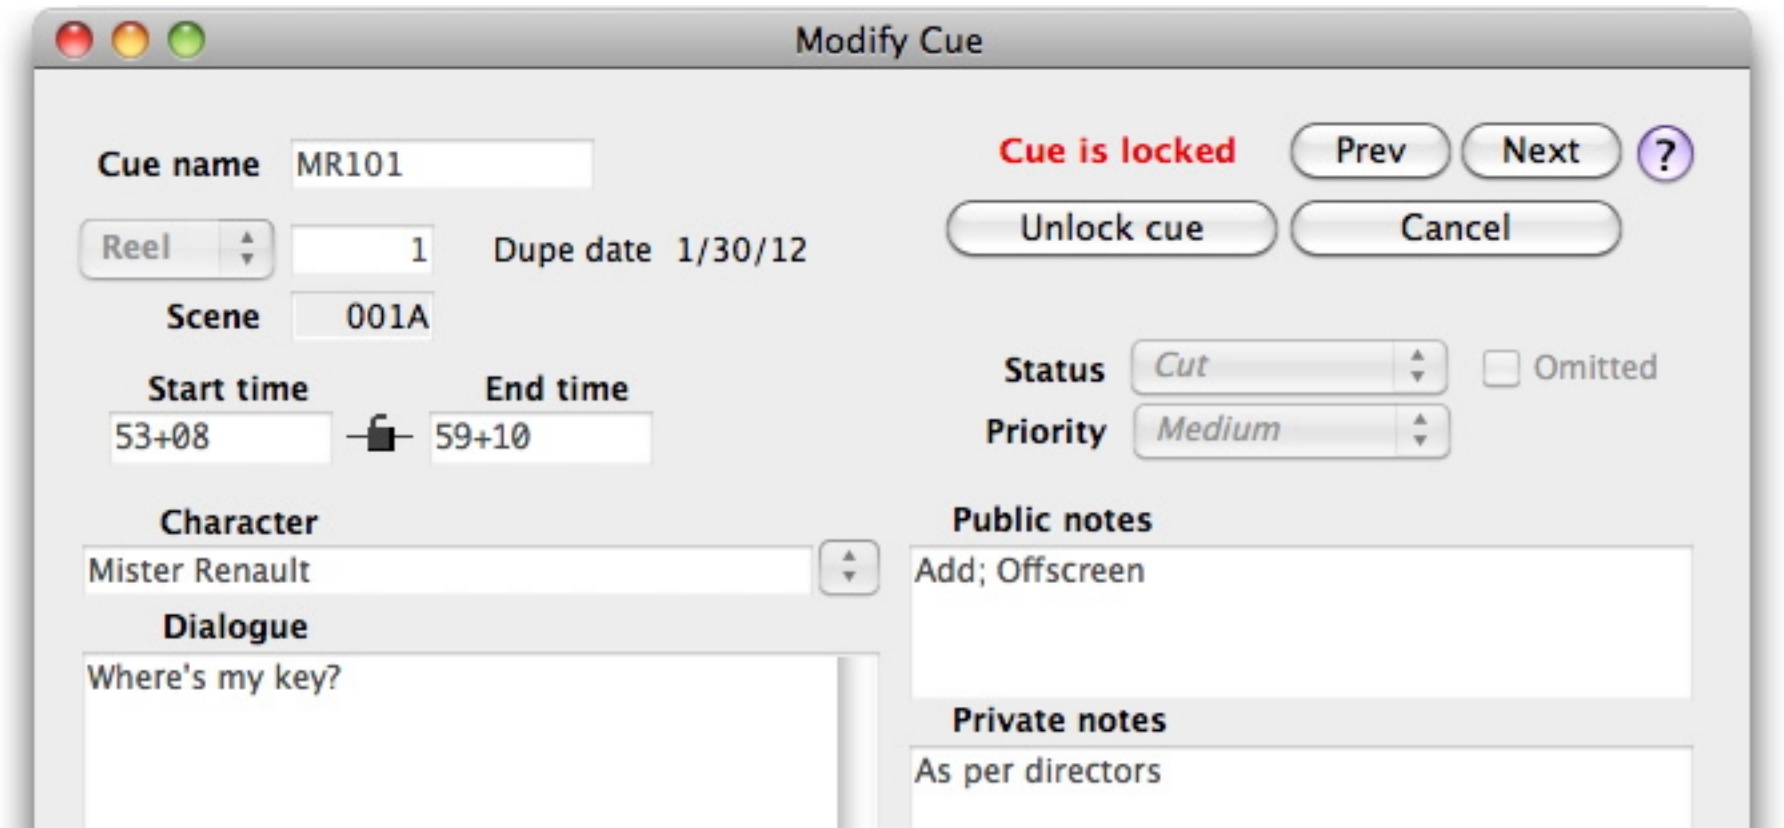 Modify Cue
Cue name MR101 Cue is locked Prev Next ?
Reel 1 Dupe date 1/30/12 Unlock cue Cancel
Scene 001A
Status Cut Omitted
Start time End time
53+08 59+10
Priority Medium
Character
Mister Renault
Dialogue
Where's my key?
Public notes
Add; Offscreen
Private notes
As per directors